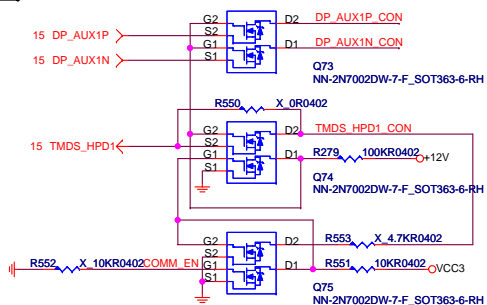 G2 D2 DP_AUX1P_CON
15 DP_AUX1P S2
G1 D1 DP_AUX1N_CON
15 DP_AUX1N S1
Q73
NN-2N7002DW-7-F_SOT363-6-RH
R550 X_0R0402
G2 D2 TMDS_HPD1_CON
15 TMDS_HPD1 S2
G1 D1 R279 100KR0402 +12V
S1
Q74
NN-2N7002DW-7-F_SOT363-6-RH
G2 D2 R553 X_4.7KR0402
S2
R552 X_10KR0402 COMM_EN G1 D1 R551 10KR0402 VCC3
S1
Q75
NN-2N7002DW-7-F_SOT363-6-RH